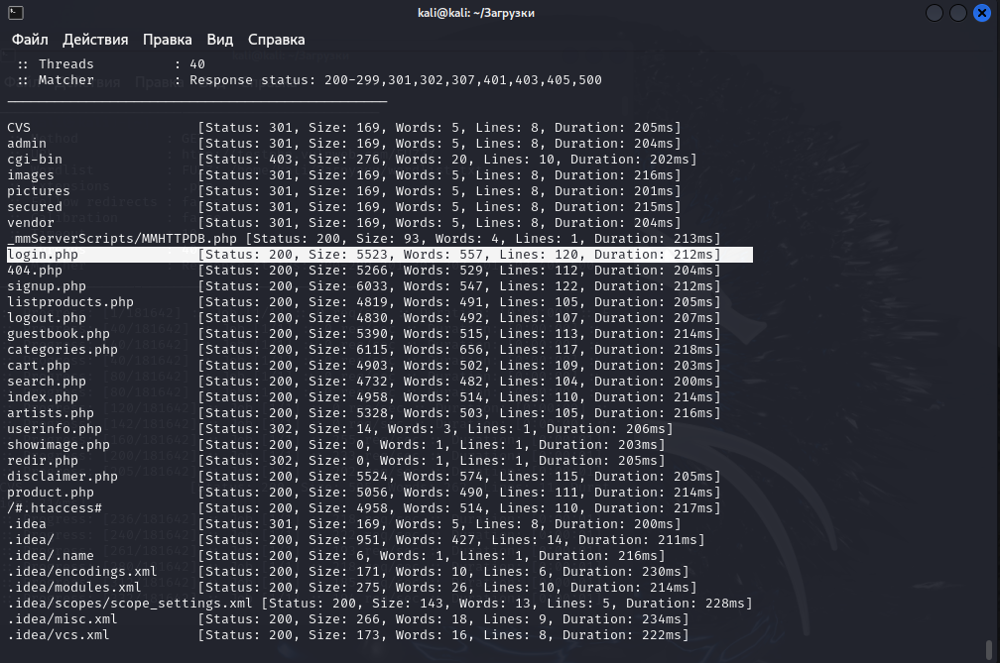 kali@kali: ~/Загрузки
Файл Действия Правка Вид Справка
:: Threads : 40
:: Matcher : Response status: 200-299,301,302,307,401,403,405,500
CVS [Status: 301, Size: 169, Words: 5, Lines: 8, Duration: 205ms]
admin [Status: 301, Size: 169, Words: 5, Lines: 8, Duration: 204ms]
cgi-bin [Status: 403, Size: 276, Words: 20, Lines: 10, Duration: 202ms]
images [Status: 301, Size: 169, Words: 5, Lines: 8, Duration: 216ms]
pictures [Status: 301, Size: 169, Words: 5, Lines: 8, Duration: 201ms]
secured [Status: 301, Size: 169, Words: 5, Lines: 8, Duration: 215ms]
vendor [Status: 301, Size: 169, Words: 5, Lines: 8, Duration: 204ms]
_mmServerScripts/MMHTTPDB.php [Status: 200, Size: 93, Words: 4, Lines: 1, Duration: 213ms]
login.php [Status: 200, Size: 5523, Words: 557, Lines: 120, Duration: 212ms]
404.php [Status: 200, Size: 5266, Words: 529, Lines: 112, Duration: 204ms]
signup.php [Status: 200, Size: 6033, Words: 547, Lines: 122, Duration: 212ms]
listproducts.php [Status: 200, Size: 4819, Words: 491, Lines: 105, Duration: 205ms]
logout.php [Status: 200, Size: 4830, Words: 492, Lines: 107, Duration: 207ms]
guestbook.php [Status: 200, Size: 5390, Words: 515, Lines: 113, Duration: 214ms]
categories.php [Status: 200, Size: 6115, Words: 656, Lines: 117, Duration: 218ms]
cart.php [Status: 200, Size: 4903, Words: 502, Lines: 109, Duration: 203ms]
search.php [Status: 200, Size: 4732, Words: 482, Lines: 104, Duration: 200ms]
index.php [Status: 200, Size: 4958, Words: 514, Lines: 110, Duration: 214ms]
artists.php [Status: 200, Size: 5328, Words: 503, Lines: 105, Duration: 216ms]
userinfo.php [Status: 302, Size: 14, Words: 3, Lines: 1, Duration: 206ms]
showimage.php [Status: 200, Size: 0, Words: 1, Lines: 1, Duration: 203ms]
redir.php [Status: 302, Size: 0, Words: 1, Lines: 1, Duration: 205ms]
disclaimer.php [Status: 200, Size: 5524, Words: 574, Lines: 115, Duration: 205ms]
product.php [Status: 200, Size: 5056, Words: 490, Lines: 111, Duration: 214ms]
/#.htaccess# [Status: 200, Size: 4958, Words: 514, Lines: 110, Duration: 217ms]
.idea [Status: 301, Size: 169, Words: 5, Lines: 8, Duration: 200ms]
.idea/ [Status: 200, Size: 951, Words: 427, Lines: 14, Duration: 211ms]
.idea/.name [Status: 200, Size: 6, Words: 1, Lines: 1, Duration: 216ms]
.idea/encodings.xml [Status: 200, Size: 171, Words: 10, Lines: 6, Duration: 230ms]
.idea/modules.xml [Status: 200, Size: 275, Words: 26, Lines: 10, Duration: 214ms]
.idea/scopes/scope_settings.xml [Status: 200, Size: 143, Words: 13, Lines: 5, Duration: 228ms]
.idea/misc.xml [Status: 200, Size: 266, Words: 18, Lines: 9, Duration: 234ms]
.idea/vcs.xml [Status: 200, Size: 173, Words: 16, Lines: 8, Duration: 222ms]